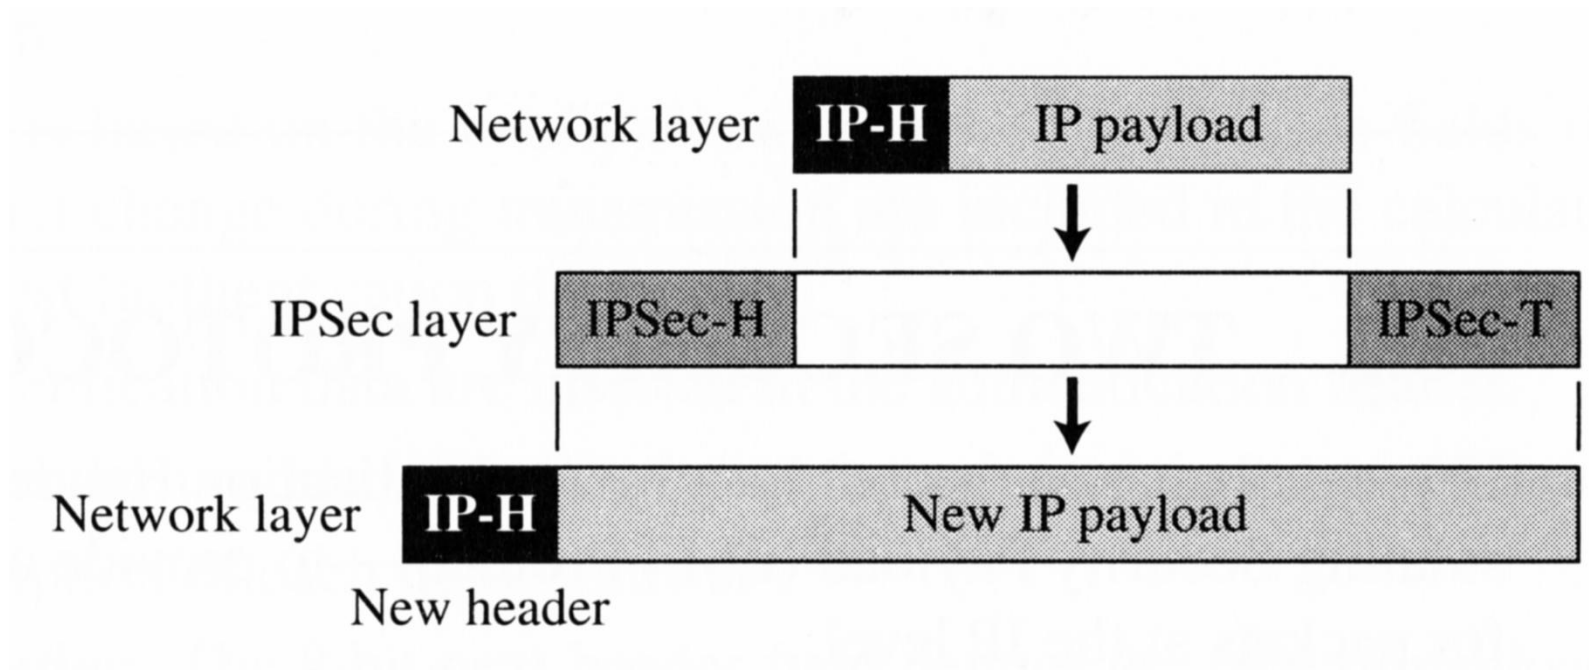 Network layer IP-H IP payload
IPSec layer IPSec-H IPSec-T
Network layer IP-H New IP payload
New header